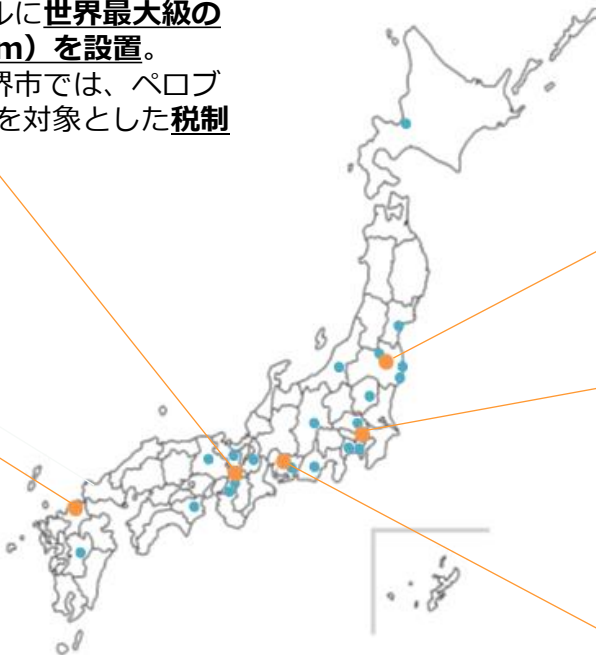 ルに世界最大級の
m）を設置。
堺市では、ペロブ
を対象とした税制